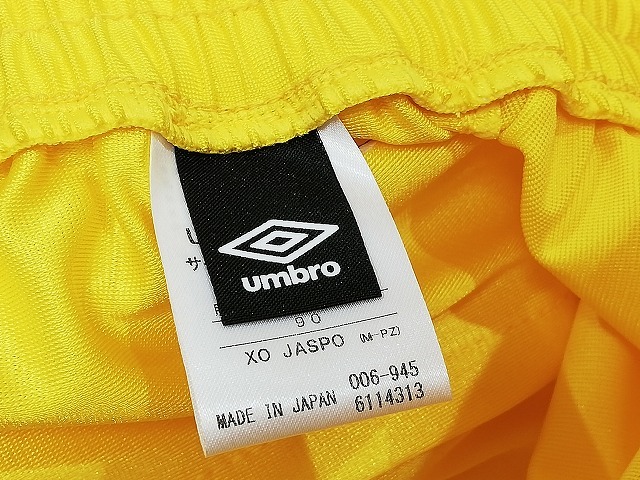 umbro
90
XO JASPO (M-PZ)
MADE IN JAPAN 006-945
6114313